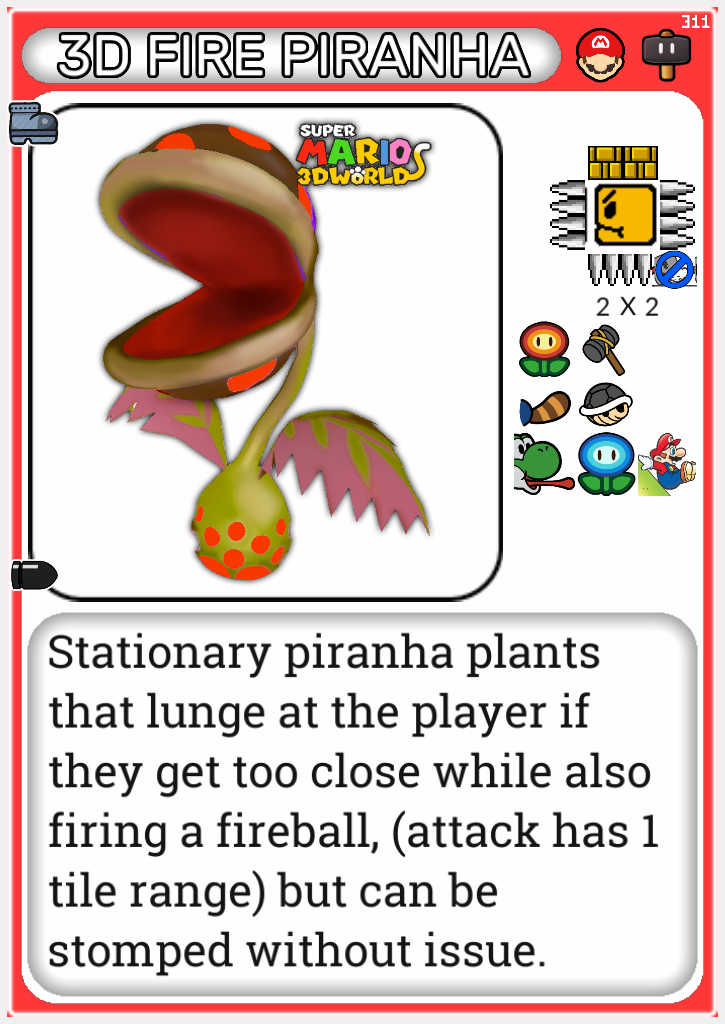 311
3D FIRE PIRANHA
SUPER
MARIO
3DWORLD
2 X 2
Stationary piranha plants
that lunge at the player if
they get too close while also
firing a fireball, (attack has 1
tile range) but can be
stomped without issue.